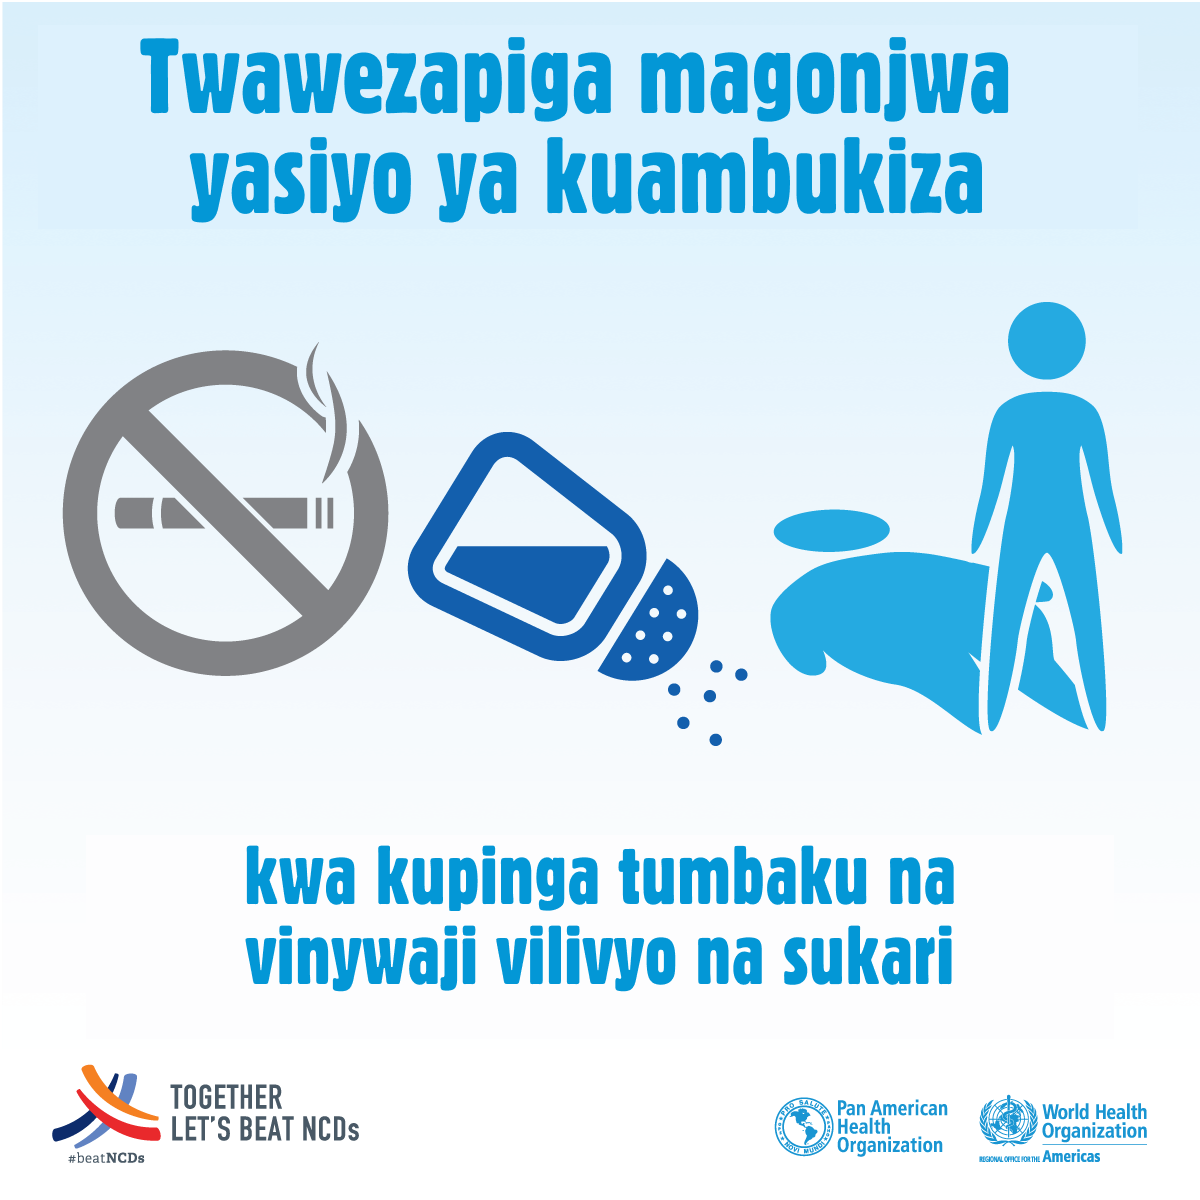 Twawezapiga magonjwa
yasiyo ya kuambukiza
kwa kupinga tumbaku na
vinywaji vilivyo na sukari
TOGETHER
LET'S BEAT NCDs
#beatNCDs
PRO SALUTE
NOVI MUNDI
Pan American
Health
Organization
World Health
Organization
REGIONAL OFFICE FOR THE Americas